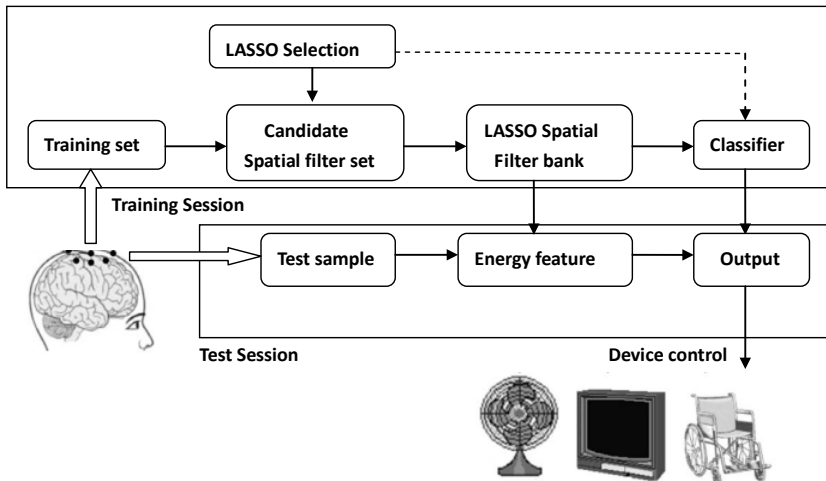 LASSO Selection
Training set
Candidate
Spatial filter set
LASSO Spatial
Filter bank
Classifier
Training Session
Test sample
Energy feature
Output
Test Session
Device control